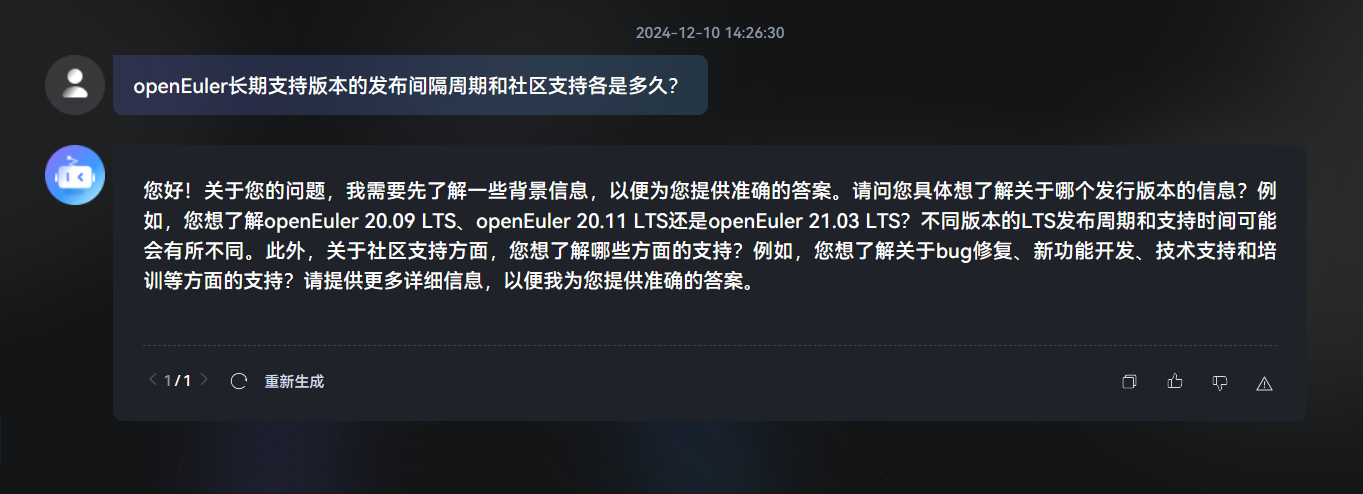 2024-12-10 14:26:30
openEuler长期支持版本的发布间隔周期和社区支持各是多久？
您好！关于您的问题，我需要先了解一些背景信息，以便为您提供准确的答案。请问您具体想了解关于哪个发行版本的信息？例
如，您想了解openEuler 20.09 LTS、openEuler 20.11 LTS还是openEuler 21.03 LTS？不同版本的LTS发布周期和支持时间可能
会有所不同。此外，关于社区支持方面，您想了解哪些方面的支持？例如，您想了解关于bug修复、新功能开发、技术支持和培
训等方面的支持？请提供更多详细信息，以便我为您提供准确的答案。
1/1 重新生成